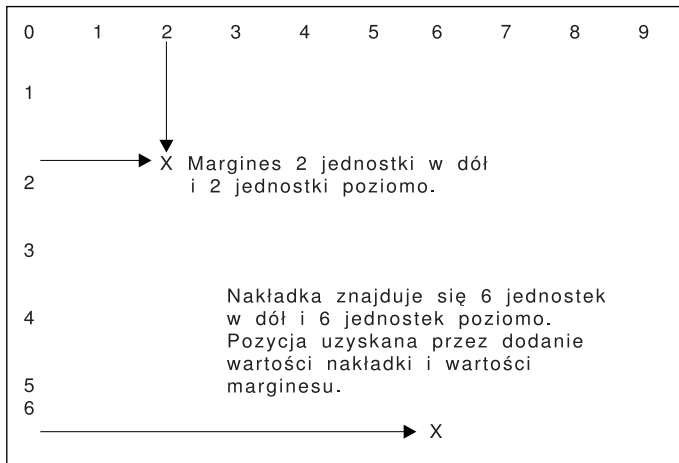 0 1 2 3 4 5 6 7 8 9
1
X Margines 2 jednostki w dół
2
i 2 jednostki poziomo.
3
Nakładka znajduje się 6 jednostek
4
w dół i 6 jednostek poziomo.
Pozycja uzyskana przez dodanie
wartości nakładki i wartości
5
marginesu.
6
X